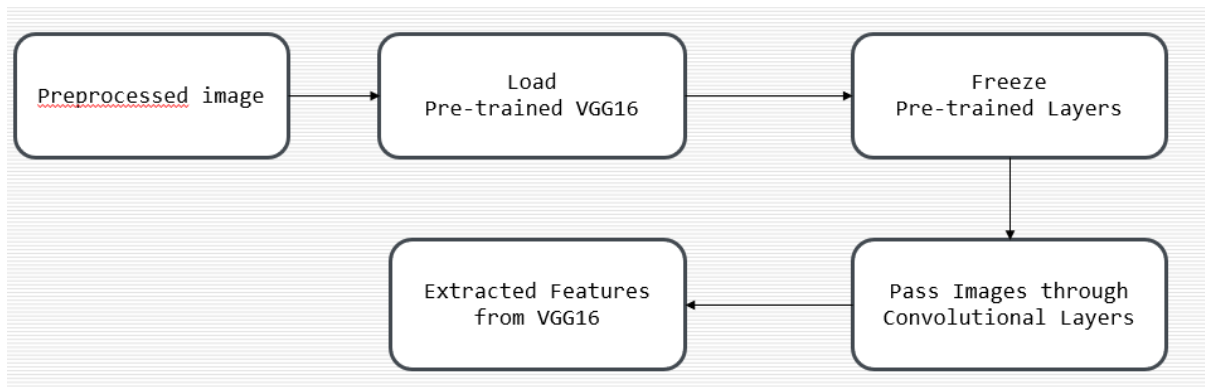 Preprocessed image
Load
Pre-trained VGG16
Freeze
Pre-trained Layers
Pass Images through
Convolutional Layers
Extracted Features
from VGG16